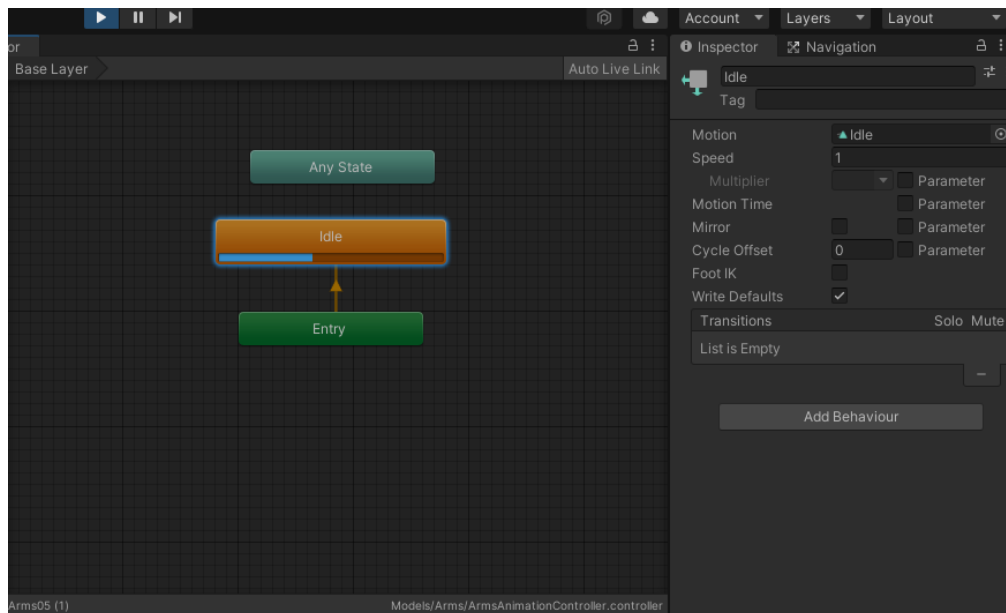 Account Layers Layout
or
Inspector Navigation
Base Layer Auto Live Link
Idle
Tag
Any State
Idle
Entry
Motion Idle
Speed 1
Multiplier Parameter
Motion Time Parameter
Mirror Parameter
Cycle Offset 0 Parameter
Foot IK
Write Defaults
Transitions Solo Mute
List is Empty
Add Behaviour
Arms05 (1) Models/Arms/ArmsAnimationController.controller